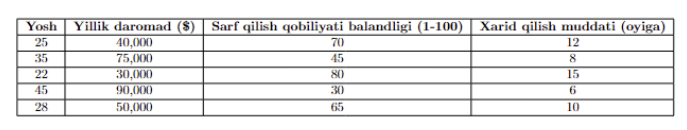 Yosh Yillik daromad ($) Sarf qilish qobiliyati balandligi (1-100) Xarid qilish muddati (oyiga)
25 40,000 70 12
35 75,000 45 8
22 30,000 80 15
45 90,000 30 6
28 50,000 65 10